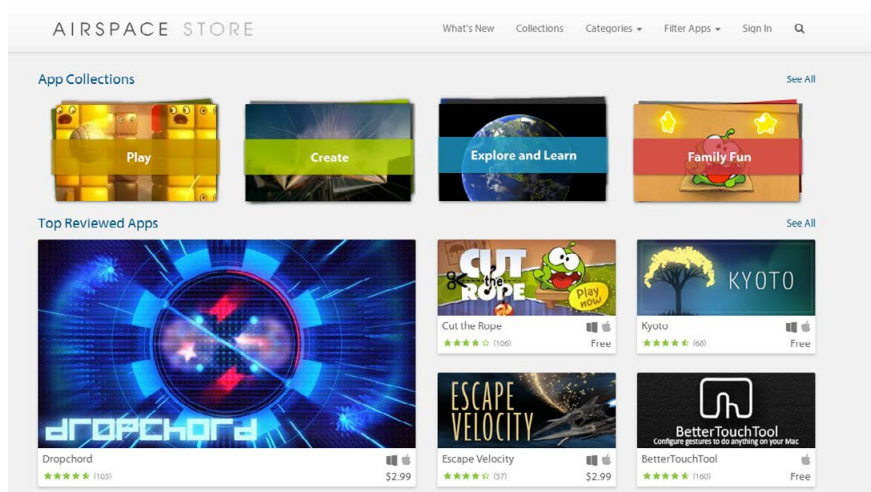 AIRSPACE STORE
What's New Collections Categories Filter Apps Sign In
App Collections See All
Play Create Explore and Learn Family Fun
Top Reviewed Apps See All
CUT the ROPE
Play now
KYOTO
Cut the Rope
(106) Free
Kyoto
(68) Free
dropchord
ESCAPE VELOCITY
BetterTouchTool
Configure gestures to do anything on your Mac
Dropchord
(103) $2.99
Escape Velocity
(37) $2.99
BetterTouchTool
(160) Free